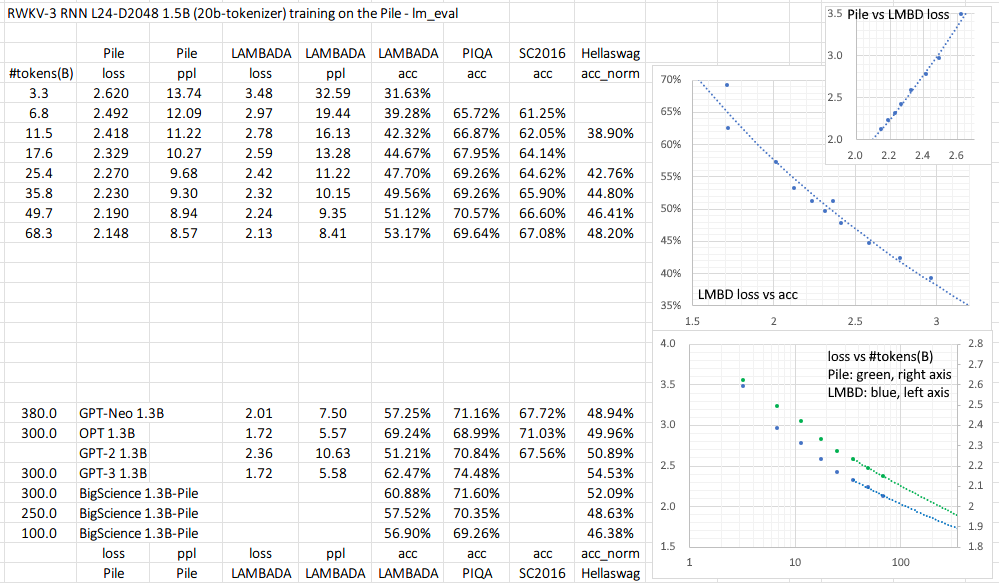 RWKV-3 RNN L24-D2048 1.5B (20b-tokenizer) training on the Pile - lm_eval
Pile Pile LAMBADA LAMBADA LAMBADA PIQA SC2016 Hellaswag
#tokens(B) loss ppl loss ppl acc acc acc acc_norm
3.3 2.620 13.74 3.48 32.59 31.63%
6.8 2.492 12.09 2.97 19.44 39.28% 65.72% 61.25%
11.5 2.418 11.22 2.78 16.13 42.32% 66.87% 62.05% 38.90%
17.6 2.329 10.27 2.59 13.28 44.67% 67.95% 64.14%
25.4 2.270 9.68 2.42 11.22 47.70% 69.26% 64.62% 42.76%
35.8 2.230 9.30 2.32 10.15 49.56% 69.26% 65.90% 44.80%
49.7 2.190 8.94 2.24 9.35 51.12% 70.57% 66.60% 46.41%
68.3 2.148 8.57 2.13 8.41 53.17% 69.64% 67.08% 48.20%
380.0 GPT-Neo 1.3B 2.01 7.50 57.25% 71.16% 67.72% 48.94%
300.0 OPT 1.3B 1.72 5.57 69.24% 68.99% 71.03% 49.96%
GPT-2 1.3B 2.36 10.63 51.21% 70.84% 67.56% 50.89%
300.0 GPT-3 1.3B 1.72 5.58 62.47% 74.48% 54.53%
300.0 BigScience 1.3B-Pile 60.88% 71.60% 52.09%
250.0 BigScience 1.3B-Pile 57.52% 70.35% 48.63%
100.0 BigScience 1.3B-Pile 56.90% 69.26% 46.38%
loss ppl loss ppl acc acc acc acc_norm
Pile Pile LAMBADA LAMBADA LAMBADA PIQA SC2016 Hellaswag
Pile vs LMBD loss
3.5
3.0
2.5
2.0
2.0 2.2 2.4 2.6
70%
65%
60%
55%
50%
45%
40%
35%
LMBD loss vs acc
1.5 2 2.5 3
loss vs #tokens(B)
Pile: green, right axis
LMBD: blue, left axis
4.0
3.5
3.0
2.5
2.0
1.5
2.8
2.7
2.6
2.5
2.4
2.3
2.2
2.1
2
1.9
1.8
1 10 100